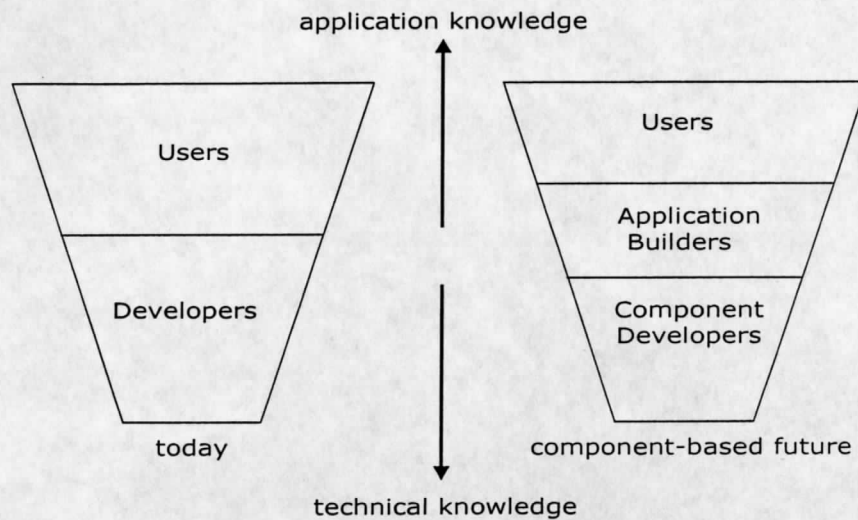 application knowledge
Users
Developers
today
Users
Application
Builders
Component
Developers
component-based future
technical knowledge